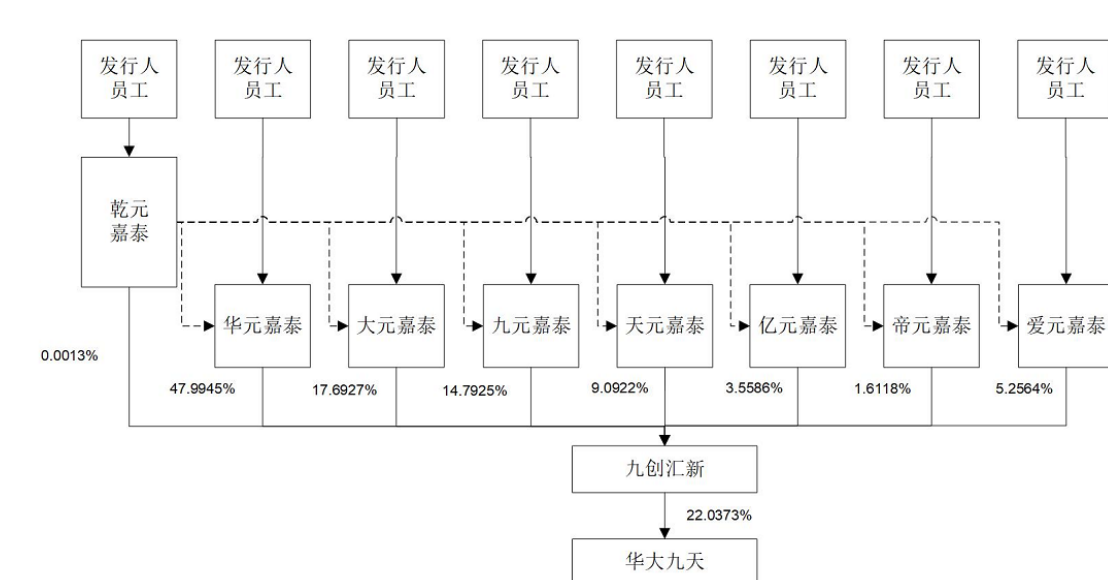 发行人
员工
发行人
员工
发行人
员工
发行人
员工
发行人
员工
发行人
员工
发行人
员工
发行人
员工
乾元
嘉泰
华元嘉泰
大元嘉泰
九元嘉泰
天元嘉泰
亿元嘉泰
帝元嘉泰
爱元嘉泰
0.0013%
47.9945%
17.6927%
14.7925%
9.0922%
3.5586%
1.6118%
5.2564%
九创汇新
22.0373%
华大九天